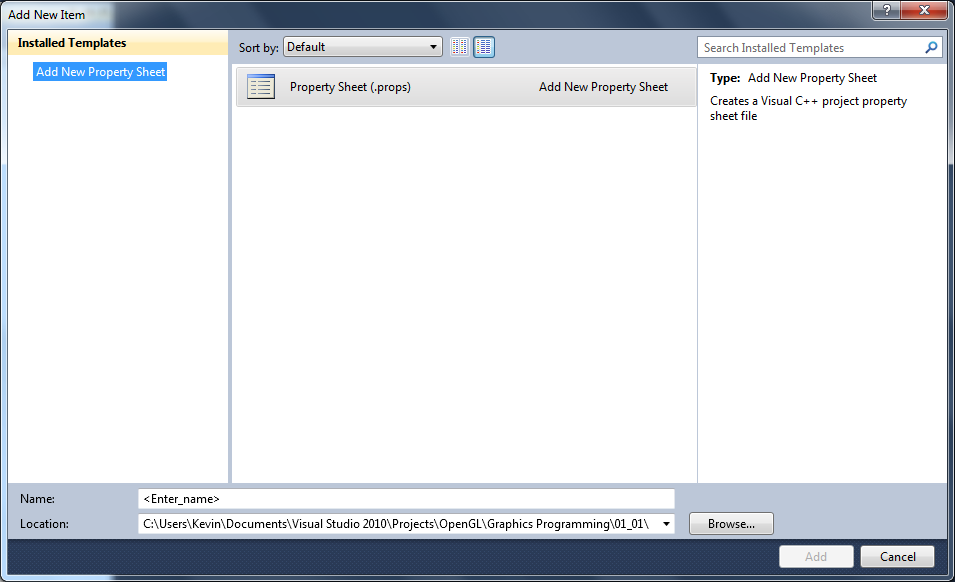 Add New Item
?
Installed Templates
Add New Property Sheet
Sort by: Default
Search Installed Templates
Property Sheet (.props) Add New Property Sheet
Type: Add New Property Sheet
Creates a Visual C++ project property
sheet file
Name: <Enter_name>
Location: C:\Users\Kevin\Documents\Visual Studio 2010\Projects\OpenGL\Graphics Programming\01_01\
Browse...
Add Cancel